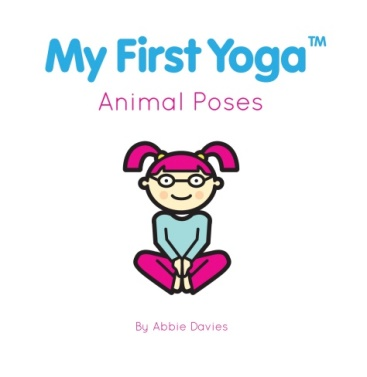 My First Yoga™
Animal Poses
By Abbie Davies